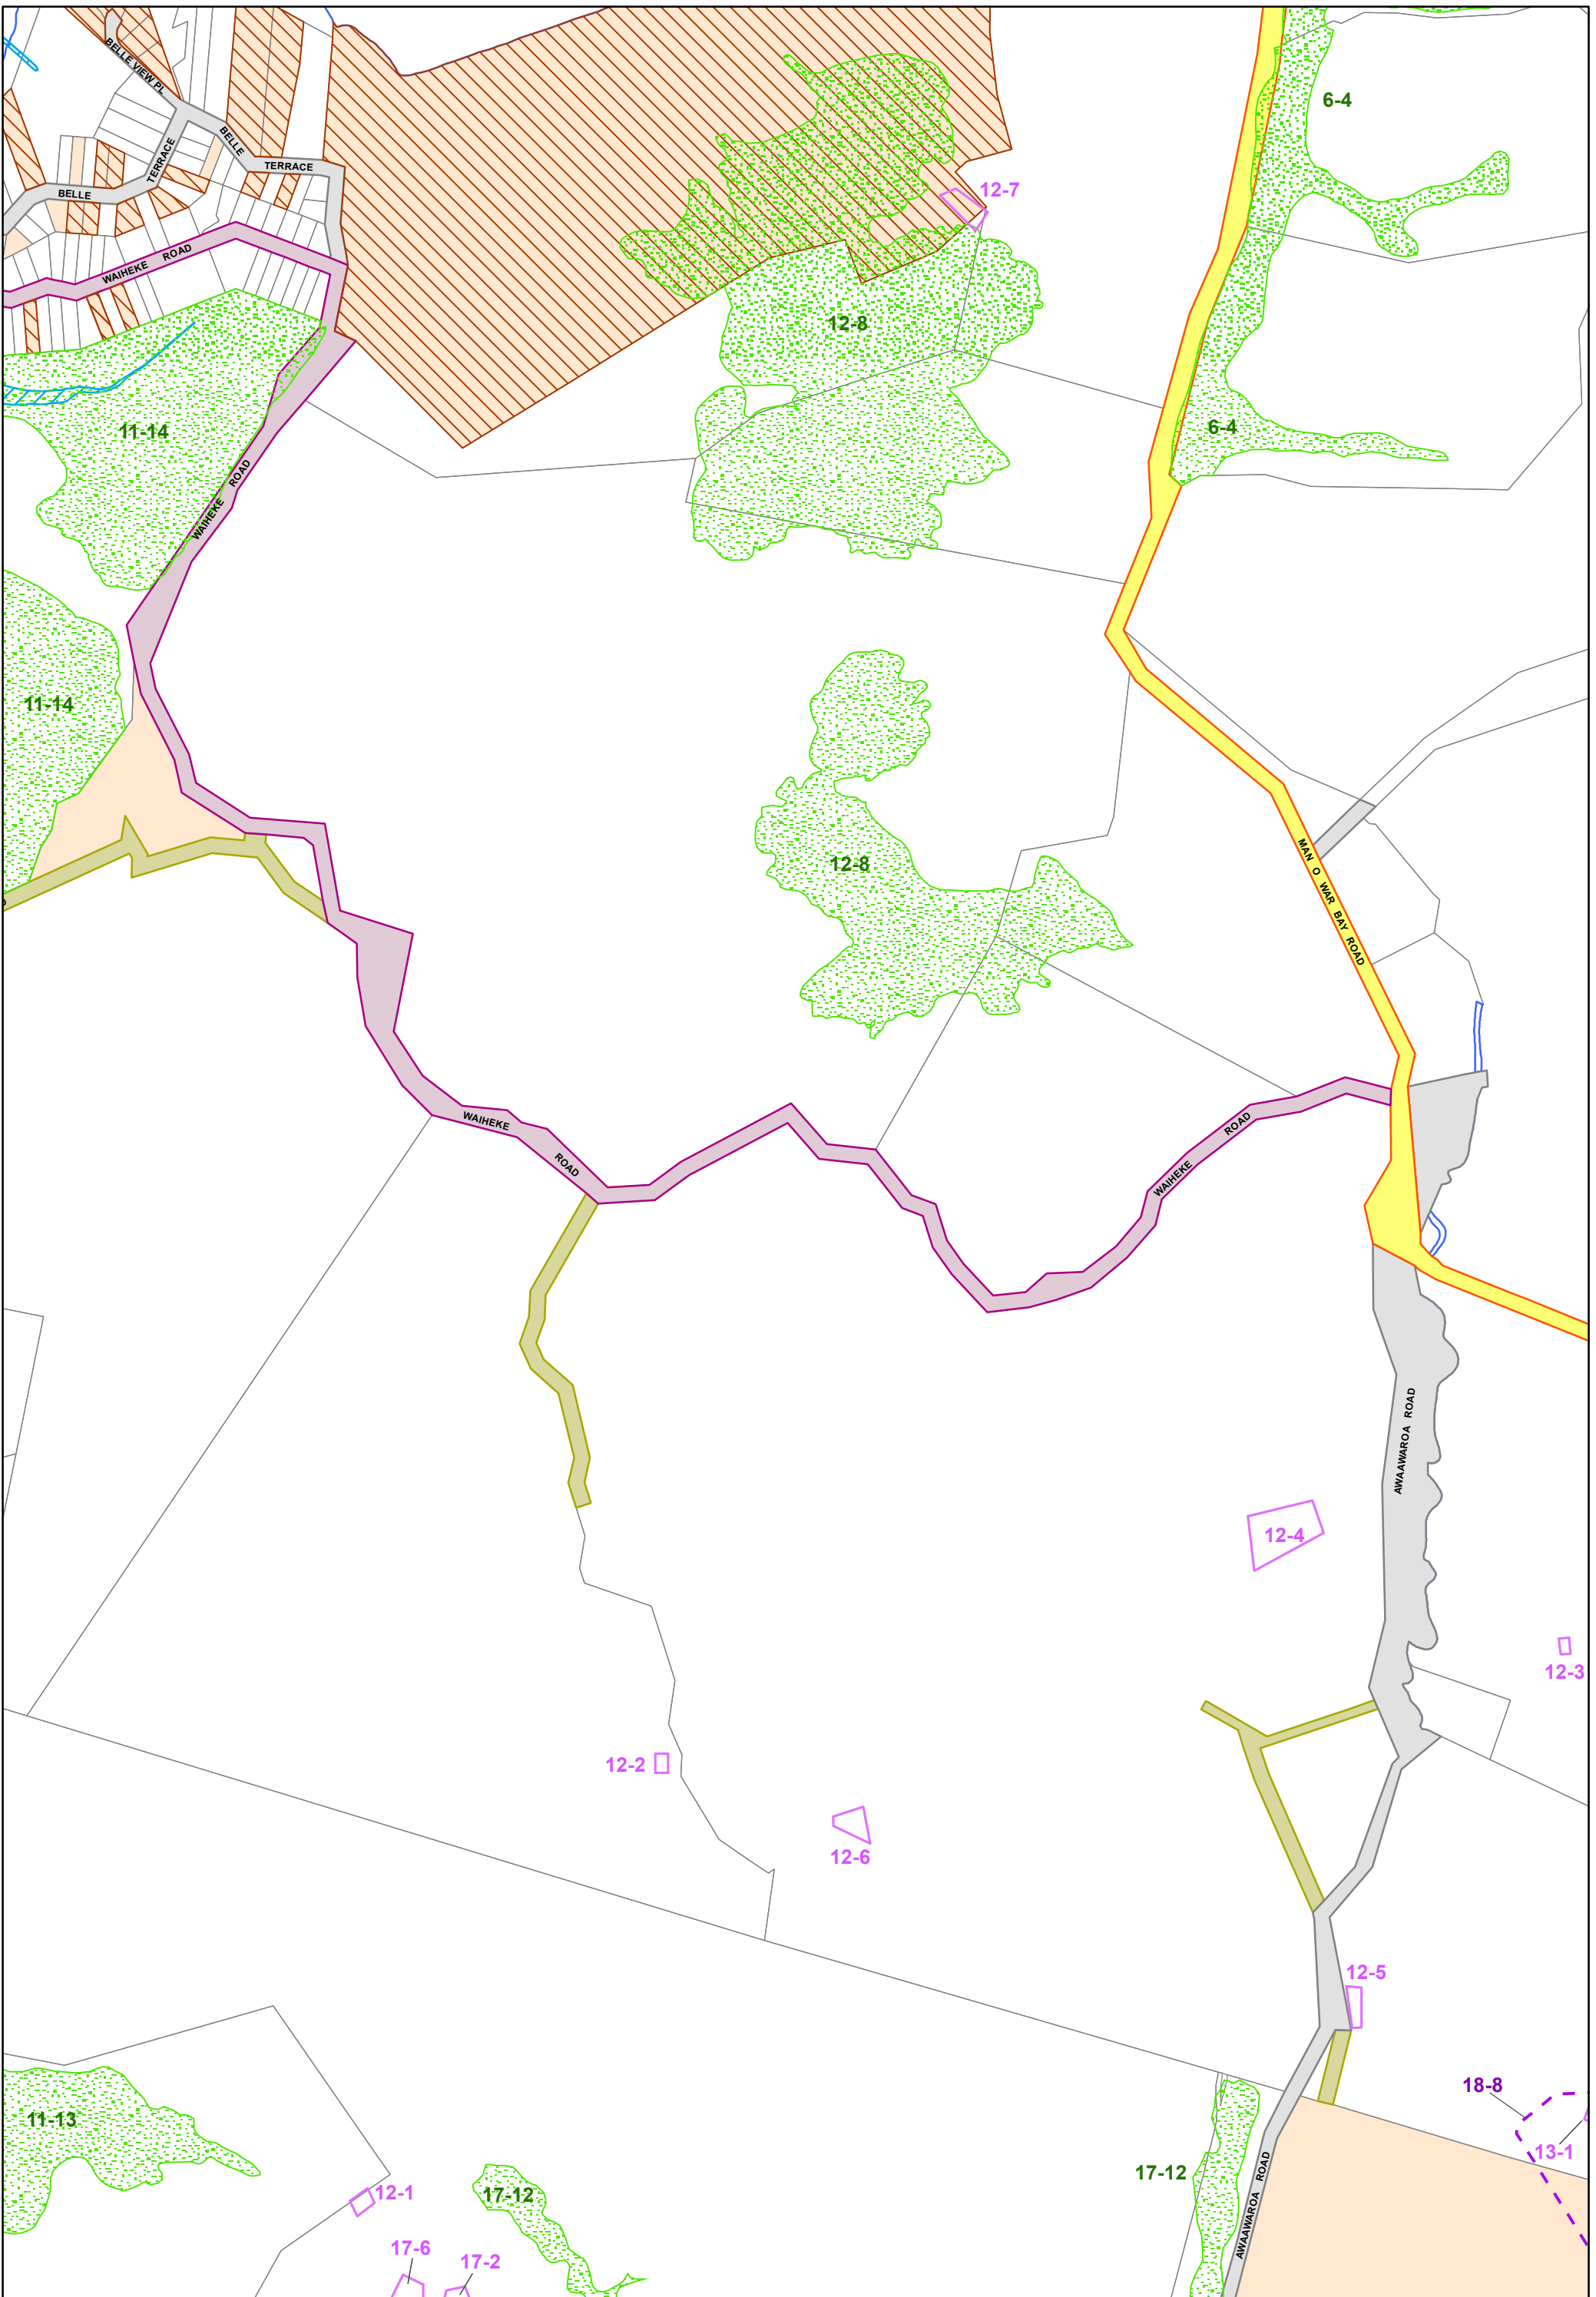 BELLE VIEW PL
6-4
BELLE
TERRACE
TERRACE
BELLE
12-7
WAIHEKE ROAD
12-8
11-14
6-4
WAIHEKE ROAD
11-14
12-8
MAN O WAR BAY ROAD
WAIHEKE
ROAD
WAIHEKE
ROAD
AWAAWAROA ROAD
12-4
12-3
12-2
12-6
12-5
18-8
11-13
13-1
17-12
12-1
17-12
AWAAWAROA ROAD
17-6
17-2